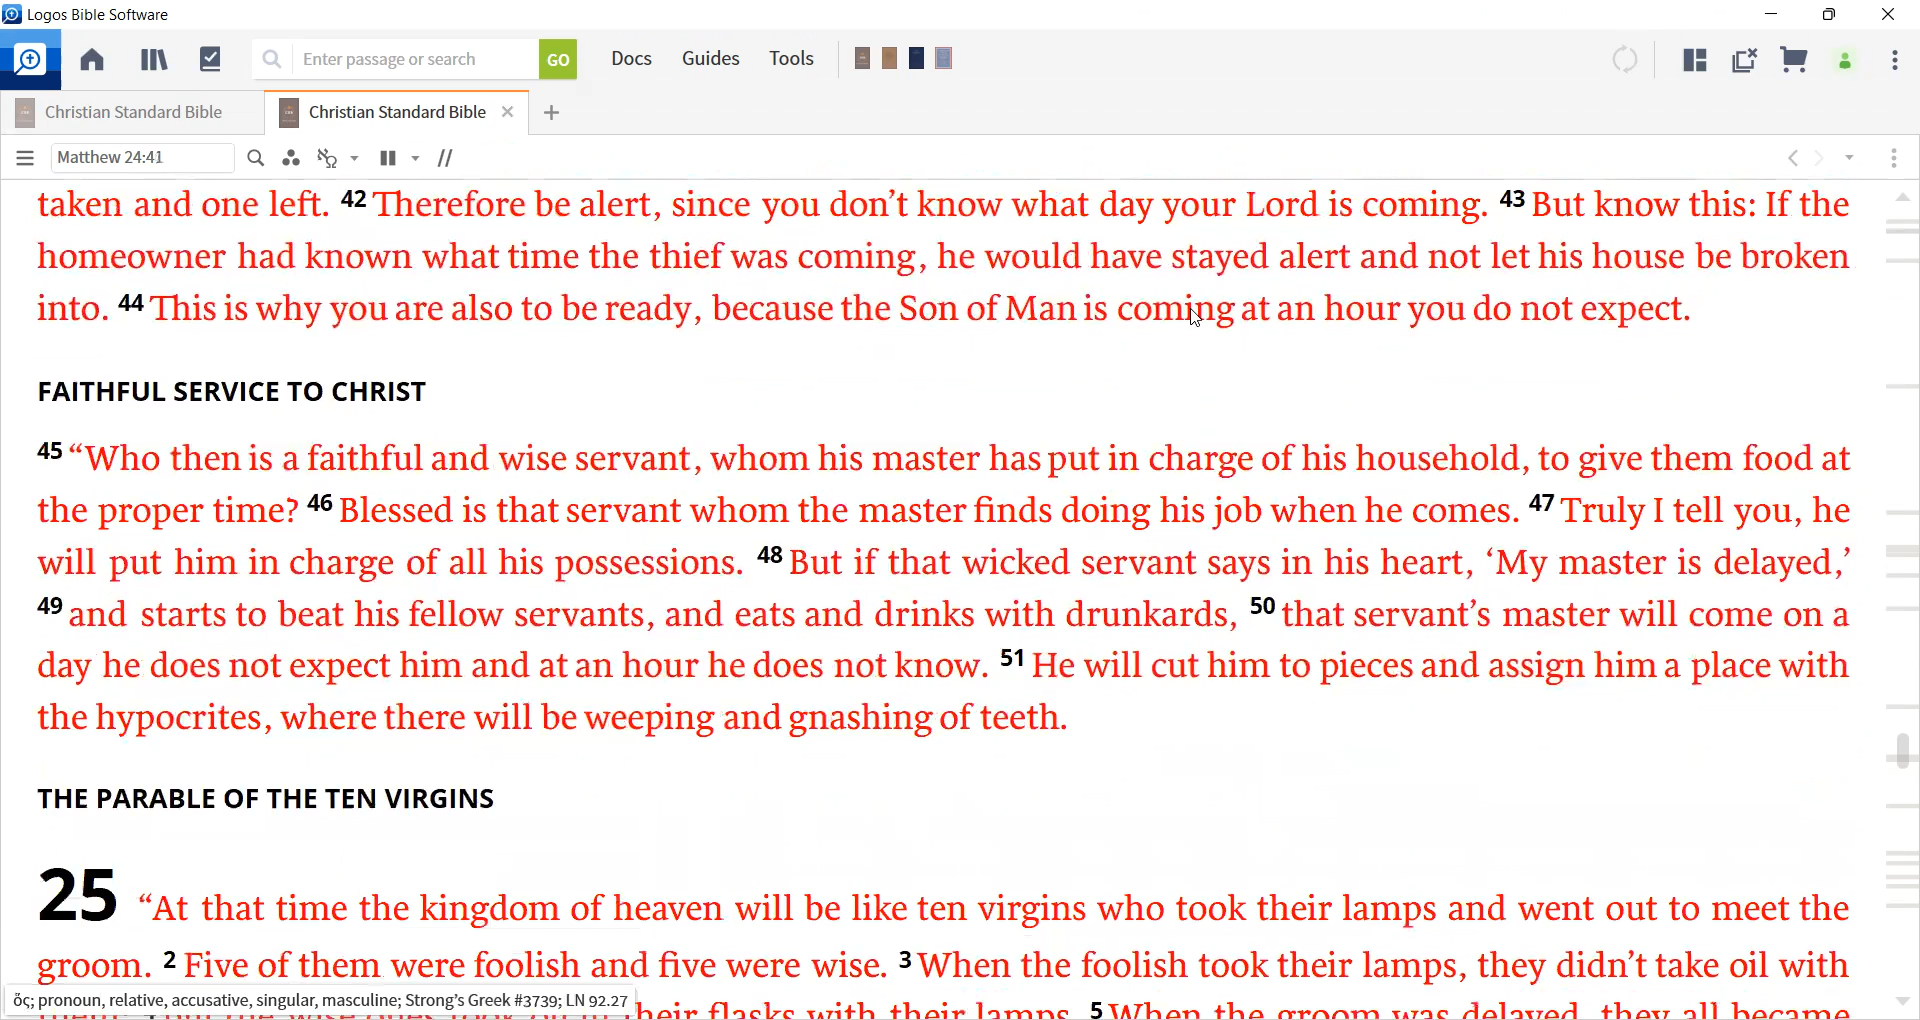 Logos Bible Software
Enter passage or search
GO
Docs
Guides
Tools
Christian Standard Bible
Christian Standard Bible
Matthew 24:41
taken and one left. 42 Therefore be alert, since you don’t know what day your Lord is coming. 43 But know this: If the
homeowner had known what time the thief was coming, he would have stayed alert and not let his house be broken
into. 44 This is why you are also to be ready, because the Son of Man is coming at an hour you do not expect.
FAITHFUL SERVICE TO CHRIST
45 “Who then is a faithful and wise servant, whom his master has put in charge of his household, to give them food at
the proper time? 46 Blessed is that servant whom the master finds doing his job when he comes. 47 Truly I tell you, he
will put him in charge of all his possessions. 48 But if that wicked servant says in his heart, ‘My master is delayed,’
49 and starts to beat his fellow servants, and eats and drinks with drunkards, 50 that servant’s master will come on a
day he does not expect him and at an hour he does not know. 51 He will cut him to pieces and assign him a place with
the hypocrites, where there will be weeping and gnashing of teeth.
THE PARABLE OF THE TEN VIRGINS
25 “At that time the kingdom of heaven will be like ten virgins who took their lamps and went out to meet the
groom. 2 Five of them were foolish and five were wise. 3 When the foolish took their lamps, they didn’t take oil with
ὅς; pronoun, relative, accusative, singular, masculine; Strong’s Greek #3739; LN 92.27
their flasks with their lamps. 5 When the groom was delayed, they all became